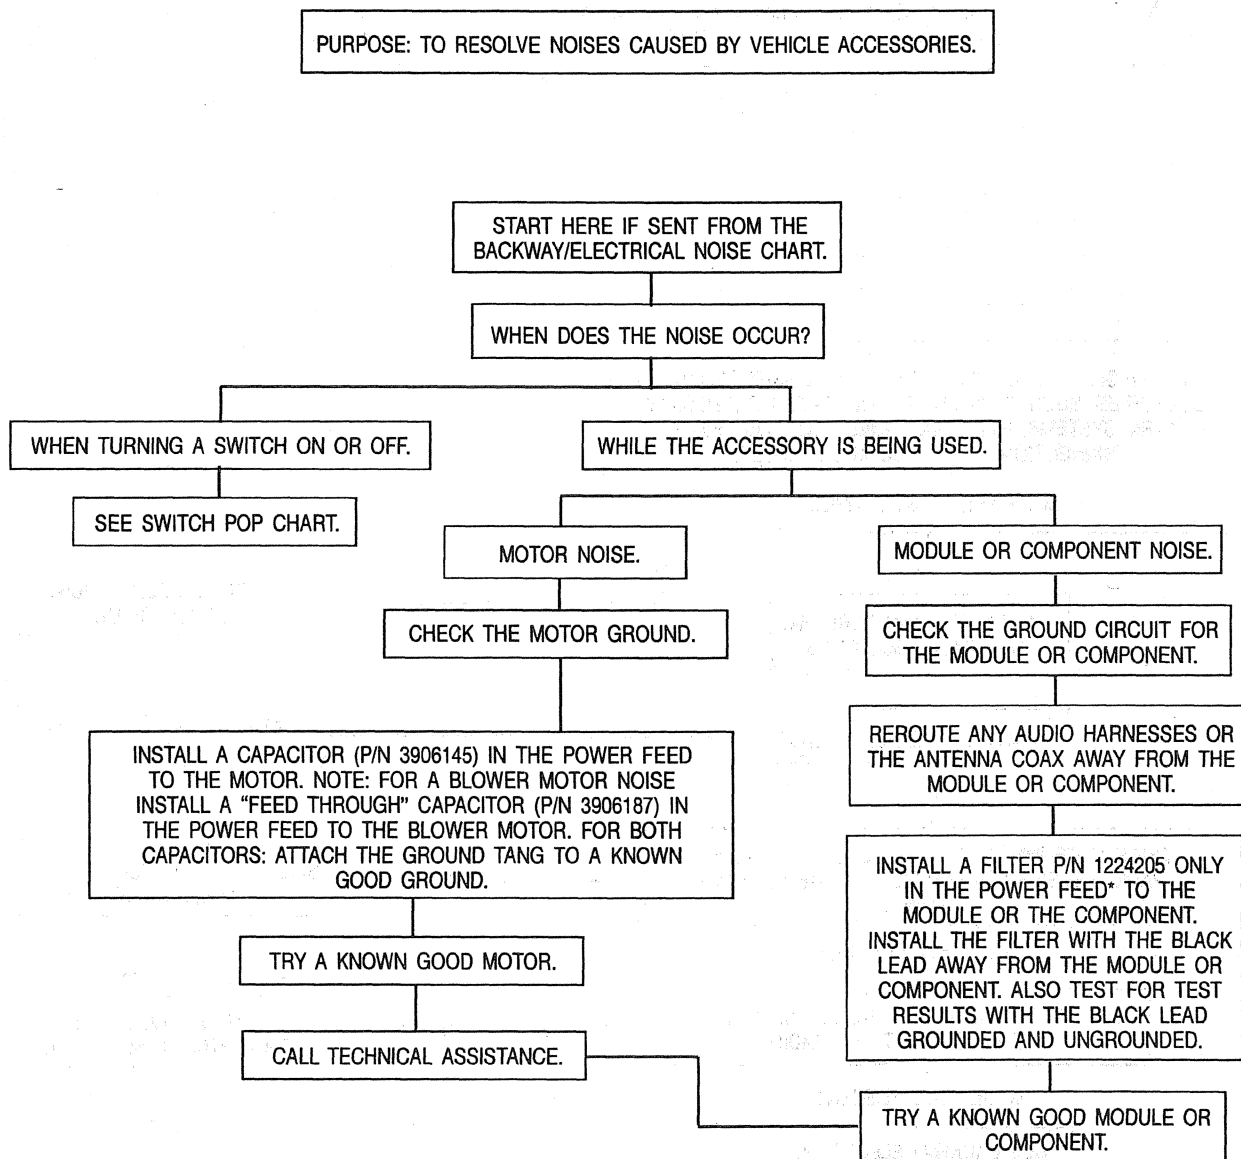 PURPOSE: TO RESOLVE NOISES CAUSED BY VEHICLE ACCESSORIES.
START HERE IF SENT FROM THE
BACKWAY/ELECTRICAL NOISE CHART.
WHEN DOES THE NOISE OCCUR?
WHEN TURNING A SWITCH ON OR OFF.
SEE SWITCH POP CHART.
WHILE THE ACCESSORY IS BEING USED.
MOTOR NOISE.
CHECK THE MOTOR GROUND.
INSTALL A CAPACITOR (P/N 3906145) IN THE POWER FEED
TO THE MOTOR. NOTE: FOR A BLOWER MOTOR NOISE
INSTALL A “FEED THROUGH” CAPACITOR (P/N 3906187) IN
THE POWER FEED TO THE BLOWER MOTOR. FOR BOTH
CAPACITORS: ATTACH THE GROUND TANG TO A KNOWN
GOOD GROUND.
TRY A KNOWN GOOD MOTOR.
CALL TECHNICAL ASSISTANCE.
MODULE OR COMPONENT NOISE.
CHECK THE GROUND CIRCUIT FOR
THE MODULE OR COMPONENT.
REROUTE ANY AUDIO HARNESSES OR
THE ANTENNA COAX AWAY FROM THE
MODULE OR COMPONENT.
INSTALL A FILTER P/N 1224205 ONLY
IN THE POWER FEED* TO THE
MODULE OR THE COMPONENT.
INSTALL THE FILTER WITH THE BLACK
LEAD AWAY FROM THE MODULE OR
COMPONENT. ALSO TEST FOR TEST
RESULTS WITH THE BLACK LEAD
GROUNDED AND UNGROUNDED.
TRY A KNOWN GOOD MODULE OR
COMPONENT.